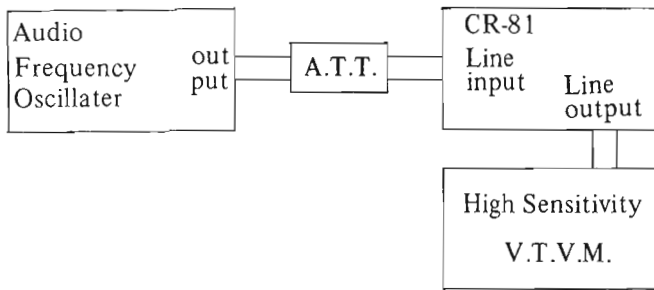 Audio
Frequency
Oscillater
out
put
A.T.T.
CR-81
Line
input
Line
output
High Sensitivity
V.T.V.M.